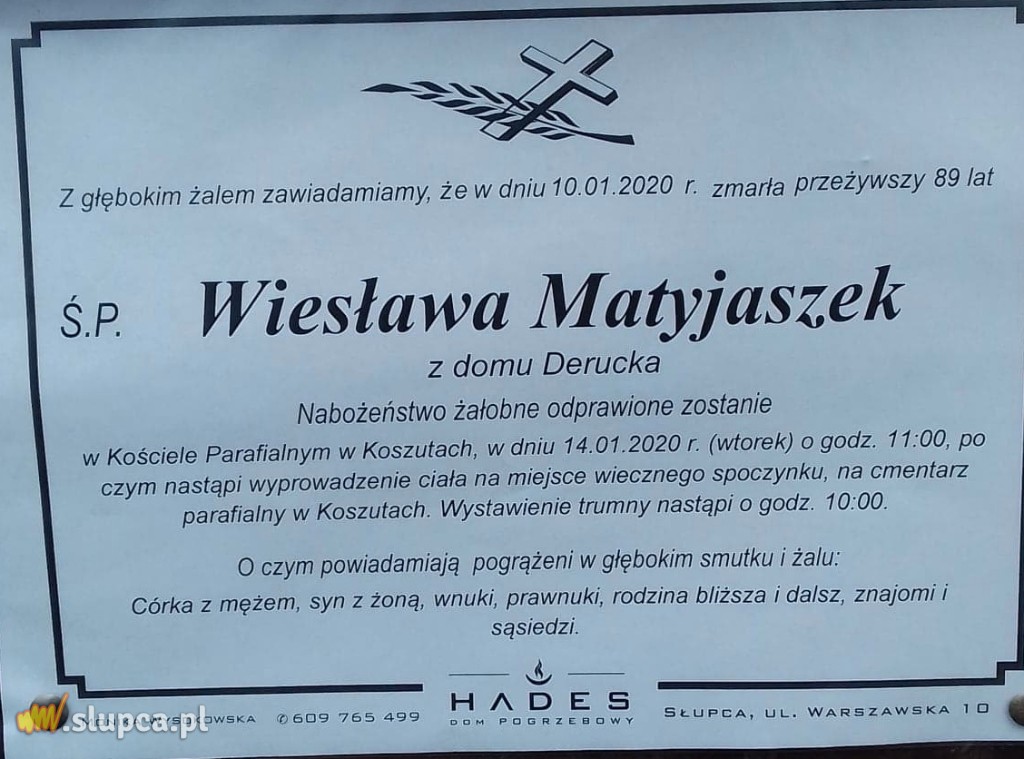 Z głębokim żalem zawiadamiamy, że w dniu 10.01.2020 r. zmarła przeżywszy 89 lat
Ś.P. Wiesława Matyjaszek
z domu Derucka
Nabożeństwo żałobne odprawione zostanie
w Kościele Parafialnym w Koszutach, w dniu 14.01.2020 r. (wtorek) o godz. 11:00, po
czym nastąpi wyprowadzenie ciała na miejsce wiecznego spoczynku, na cmentarz
parafialny w Koszutach. Wystawienie trumny nastąpi o godz. 10:00.
O czym powiadamiają pogrążeni w głębokim smutku i żalu:
Córka z mężem, syn z żoną, wnuki, prawnuki, rodzina bliższa i dalsz, znajomi i
sąsiedzi.
HADES
DOM POGRZEBOWY
✆609 765 499
SŁUPCA, UL. WARSZAWSKA 10
www.slupca.pl